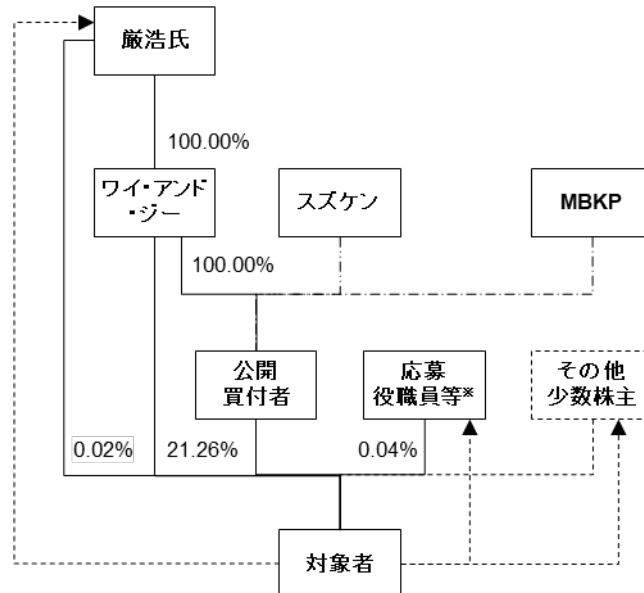 厳浩氏
100.00%
ワイ・アンド
・ジー
スズケン
MBKP
100.00%
公開
買付者
応募
役職員等※
その他
少数株主
0.02%
21.26%
0.04%
対象者